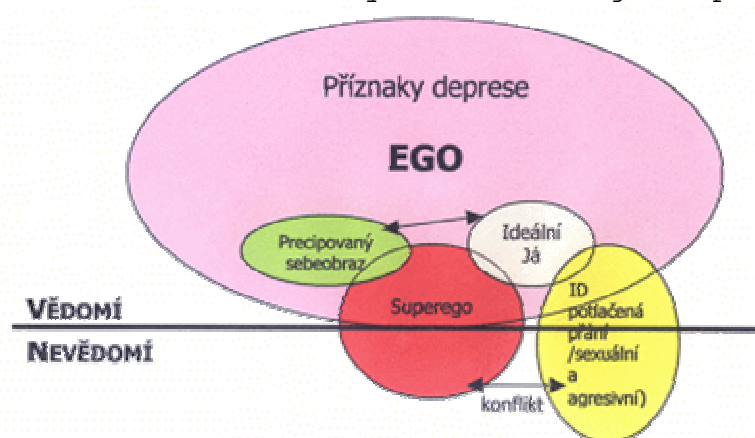 Příznaky deprese
EGO
Precipovaný
sebeobraz
Ideální
Já
Superego
ID
potlačená
přání
/sexuální
a
agresivní)
VĚDOMÍ
NEVĚDOMÍ
konflikt